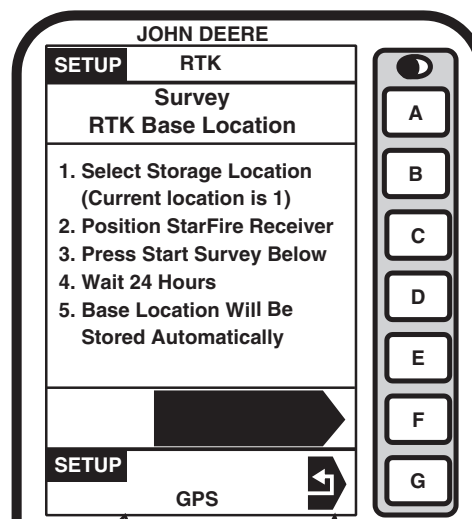 JOHN DEERE
SETUP RTK
Survey
RTK Base Location
1. Select Storage Location
(Current location is 1)
2. Position StarFire Receiver
3. Press Start Survey Below
4. Wait 24 Hours
5. Base Location Will Be
Stored Automatically
SETUP
GPS
A
B
C
D
E
F
G